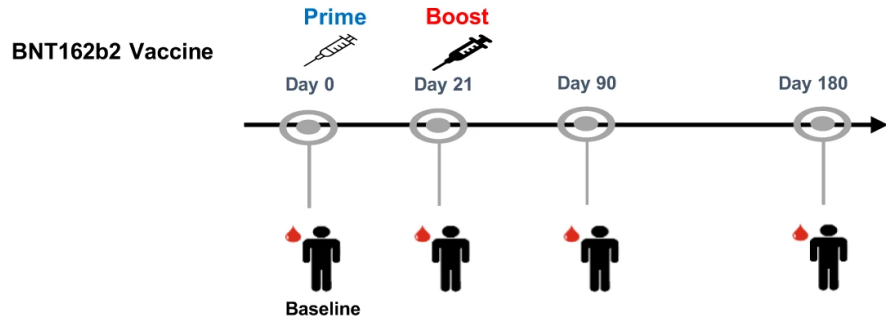 Prime
Boost
BNT162b2 Vaccine
Day 0
Day 21
Day 90
Day 180
Baseline